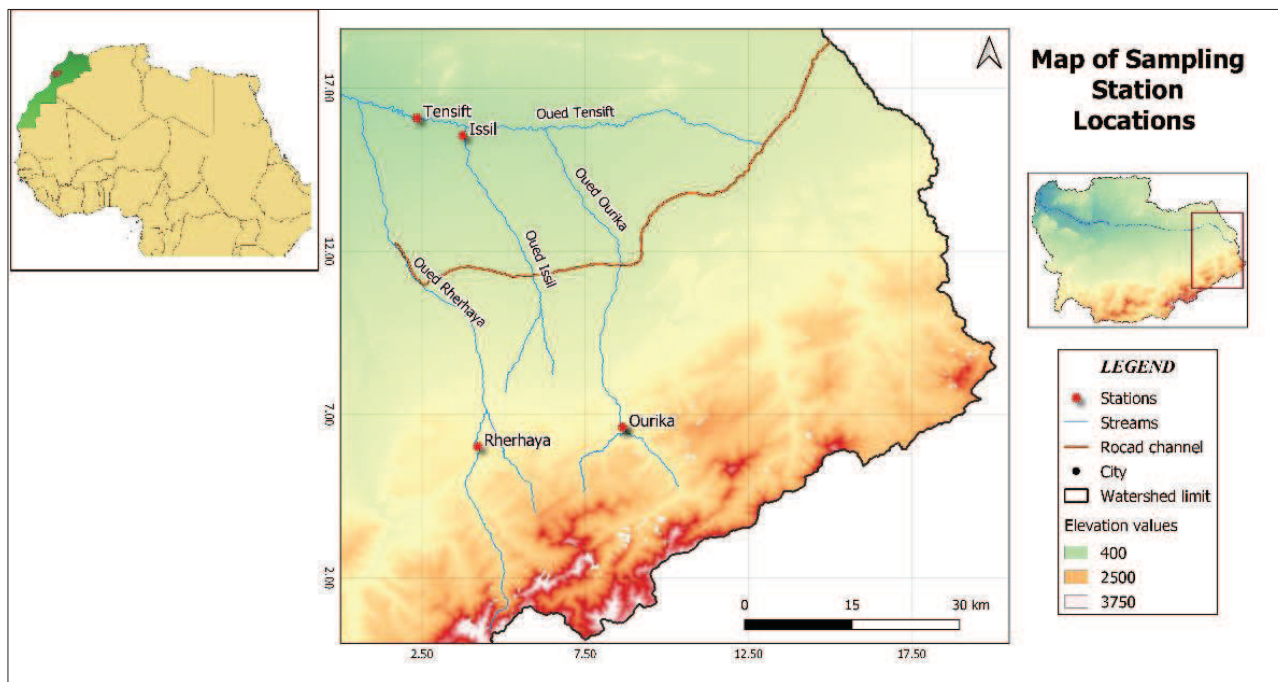 Map of Sampling
Station
Locations
17.00
12.00
7.00
2.00
Tensift
Issil
Oued Tensift
Oued Ourika
Oued Issil
Oued Rherhaya
Ourika
Rherhaya
0 15 30 km
2.50 7.50 12.50 17.50
LEGEND
Stations
Streams
Rocad channel
City
Watershed limit
Elevation values
400
2500
3750